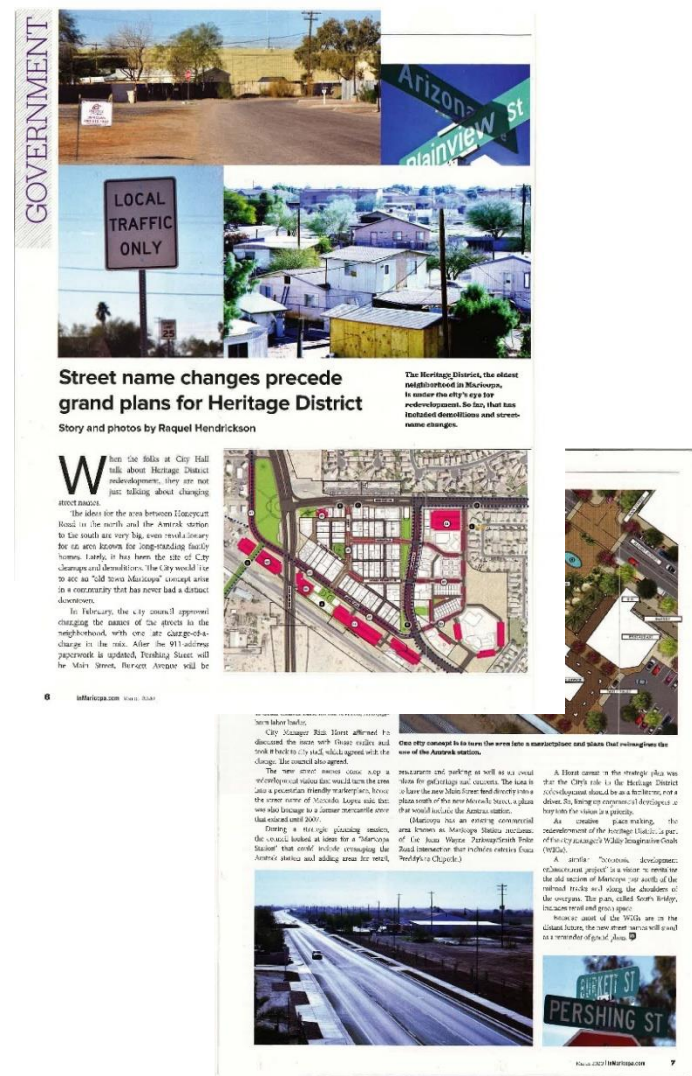 GOVERNMENT
Arizona
St
Plainview
LOCAL
TRAFFIC
ONLY
25
Street name changes precede
grand plans for Heritage District
Story and photos by Raquel Hendrickson
The Heritage District, the oldest
neighborhood in Maricopa,
is under the city's eye for
redevelopment. So far, that has
included demolitions and street-
name changes.
When the folks at City Hall
talk about Heritage District
redevelopment, they are not
just talking about changing
street names.
The ideas for the area between Honeycutt
Road to the north and the Amtrak station
to the south are very big, even revolutionary
for an area known for long-standing family
homes. Lately, it has been the site of City
cleanups and demolitions. The City would like
to see an "old town Maricopa" concept arise
in a community that has never had a distinct
downtown.
In February, the city council approved
changing the names of the streets in the
neighborhood, with one late change-of-a-
change in the mix. After the 911-address
paperwork is updated, Pershing Street will
be Main Street, Burkett Avenue will be
6
InMaricopa.com
One city concept is to turn the area into a marketplace and plaza that reimagines the
use of the Amtrak station.
born labor leader.
City Manager Rick Horst affirmed he
discussed the issue with Gusse earlier and
took it back to city staff, which agreed with the
change. The council also agreed.
The new street names come atop a
redevelopment vision that would turn the area
into a pedestrian-friendly marketplace, hence
the street name of Mercado Lopez mix that
was also homage to a former mercantile store
that existed until 2007.
During a strategic planning session,
the council looked at ideas for a "Maricopa
Station" that could include revamping the
Amtrak station and adding areas for retail,
restaurants and parking as well as an event
plaza for gatherings and concerts. The idea is
to have the new Main Street feed directly into a
plaza south of the new Mercado Street, a plaza
that would include the Amtrak station.
(Maricopa has an existing commercial
area known as Maricopa Station northeast
of the John Wayne Parkway/Smith Enke
Road intersection that includes eateries from
Freddy's to Chipotle.)
A Horst caveat in the strategic plan was
that the City's role in the Heritage District
redevelopment should be as a facilitator, not a
driver. So, lining up commercial developers to
buy into the vision is a priority.
As creative place-making, the
redevelopment of the Heritage District is part
of the city manager's Wildly Imaginative Goals
(WIGs).
A similar "economic development
enhancement project" is a vision to revitalize
the old section of Maricopa just south of the
railroad tracks and along the shoulders of
the overpass. The plan, called South Bridge,
includes retail and green space.
Because most of the WIGs are in the
distant future, the new street names will stand
as a reminder of grand plans.
BURKETT ST
PERSHING ST
InMaricopa.com
7